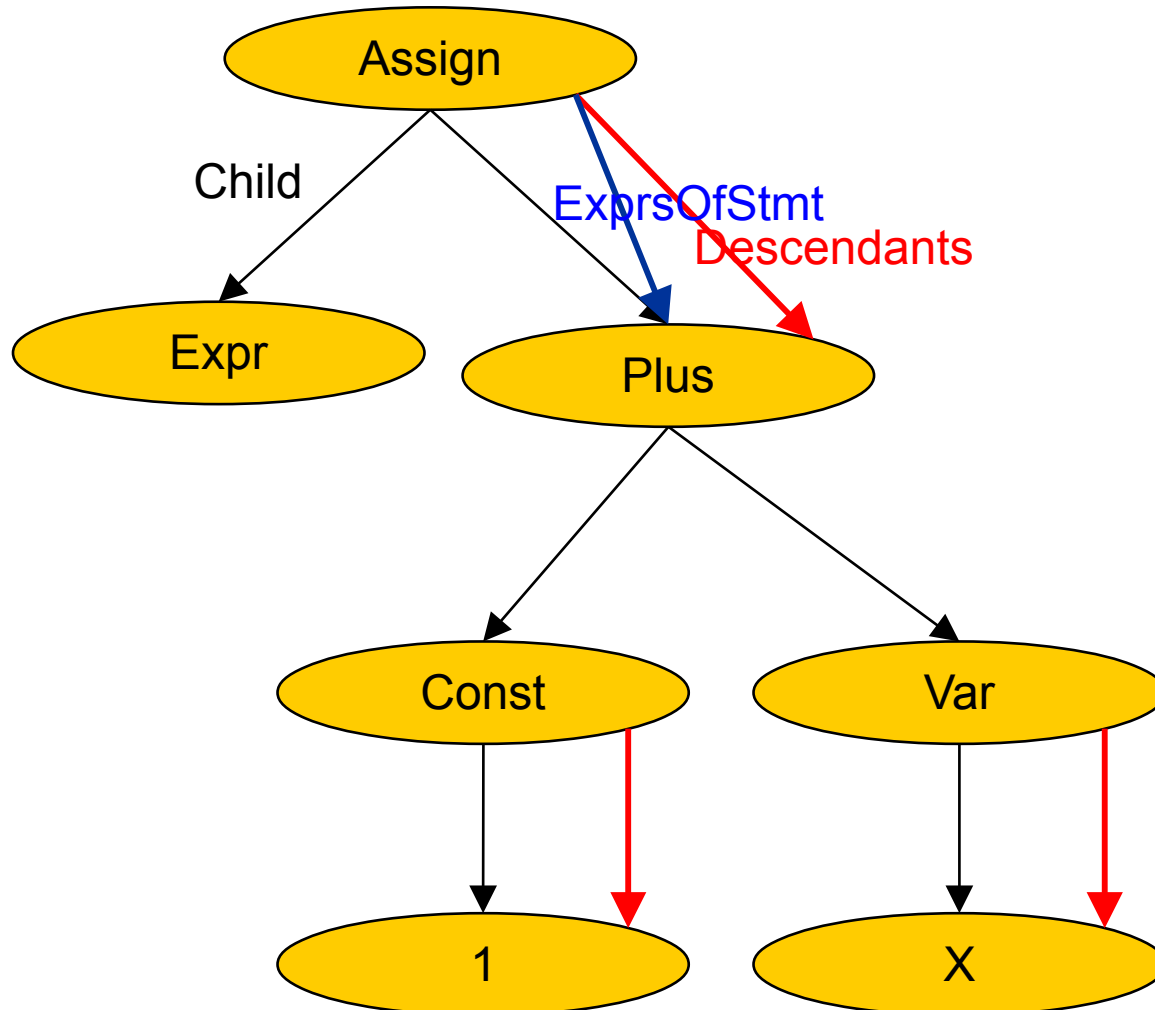 Assign
Child
ExprsOfStmt
Descendants
Expr
Plus
Const
Var
1
X